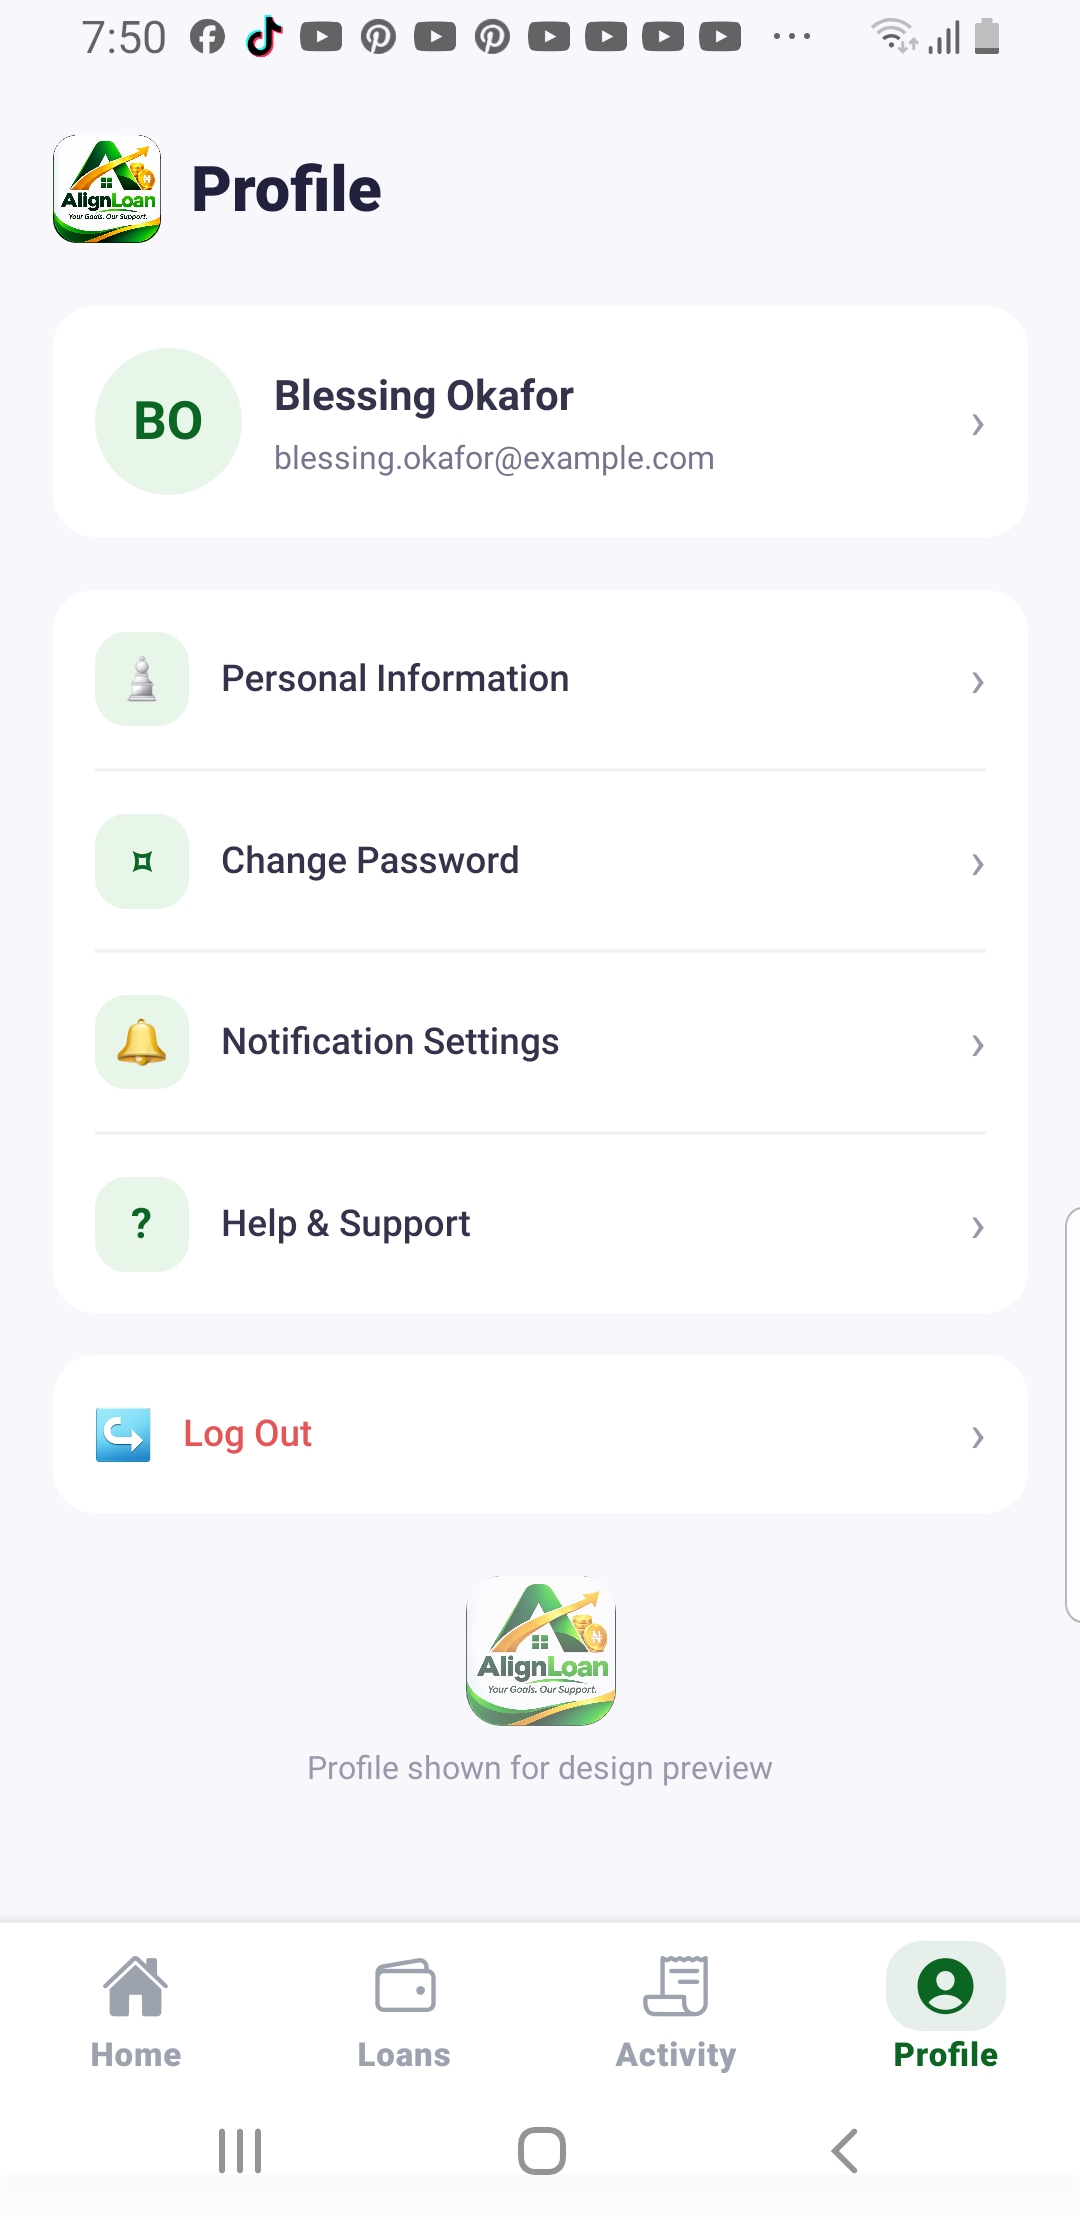 7:50
AlignLoan
Your Goals. Our Support.
Profile
BO
Blessing Okafor
blessing.okafor@example.com
Personal Information
Change Password
Notification Settings
?
Help & Support
Log Out
AlignLoan
Your Goals. Our Support.
Profile shown for design preview
Home
Loans
Activity
Profile